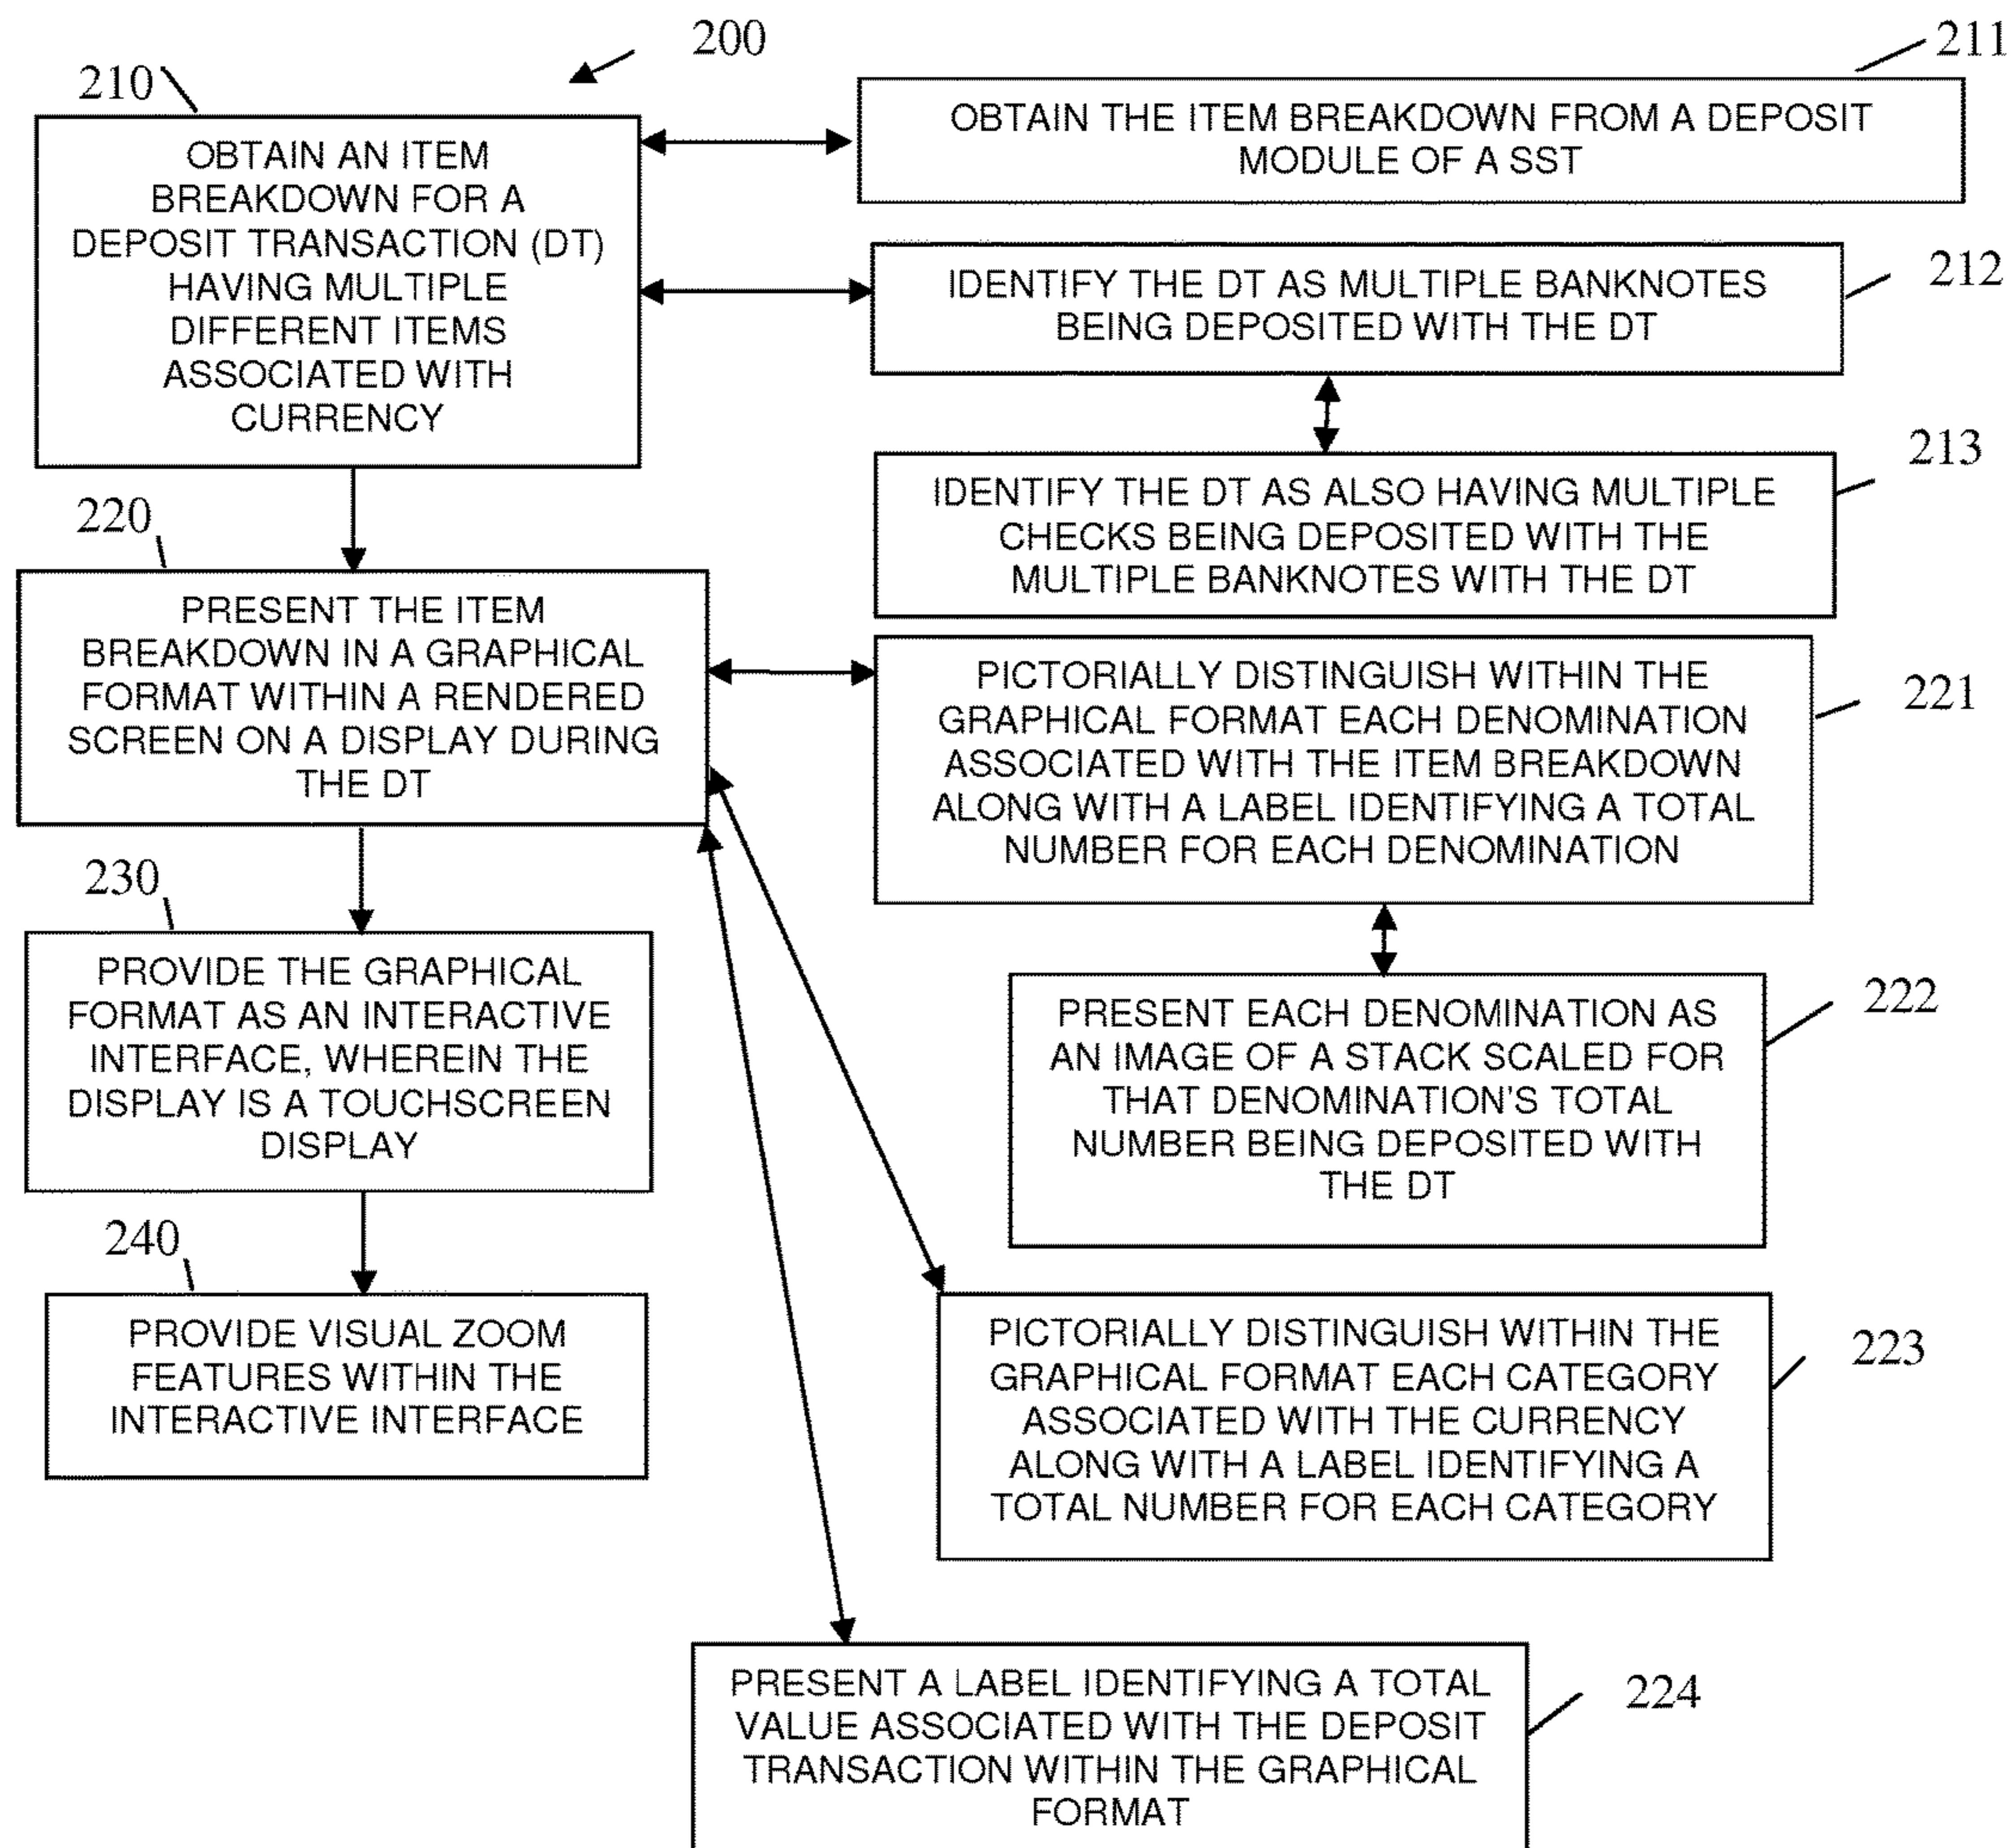 200
210
OBTAIN AN ITEM
BREAKDOWN FOR A
DEPOSIT TRANSACTION (DT)
HAVING MULTIPLE
DIFFERENT ITEMS
ASSOCIATED WITH
CURRENCY
211
OBTAIN THE ITEM BREAKDOWN FROM A DEPOSIT
MODULE OF A SST
212
IDENTIFY THE DT AS MULTIPLE BANKNOTES
BEING DEPOSITED WITH THE DT
213
IDENTIFY THE DT AS ALSO HAVING MULTIPLE
CHECKS BEING DEPOSITED WITH THE
MULTIPLE BANKNOTES WITH THE DT
220
PRESENT THE ITEM
BREAKDOWN IN A GRAPHICAL
FORMAT WITHIN A RENDERED
SCREEN ON A DISPLAY DURING
THE DT
221
PICTORIALLY DISTINGUISH WITHIN THE
GRAPHICAL FORMAT EACH DENOMINATION
ASSOCIATED WITH THE ITEM BREAKDOWN
ALONG WITH A LABEL IDENTIFYING A TOTAL
NUMBER FOR EACH DENOMINATION
230
PROVIDE THE GRAPHICAL
FORMAT AS AN INTERACTIVE
INTERFACE, WHEREIN THE
DISPLAY IS A TOUCHSCREEN
DISPLAY
222
PRESENT EACH DENOMINATION AS
AN IMAGE OF A STACK SCALED FOR
THAT DENOMINATION'S TOTAL
NUMBER BEING DEPOSITED WITH
THE DT
240
PROVIDE VISUAL ZOOM
FEATURES WITHIN THE
INTERACTIVE INTERFACE
223
PICTORIALLY DISTINGUISH WITHIN THE
GRAPHICAL FORMAT EACH CATEGORY
ASSOCIATED WITH THE CURRENCY
ALONG WITH A LABEL IDENTIFYING A
TOTAL NUMBER FOR EACH CATEGORY
224
PRESENT A LABEL IDENTIFYING A TOTAL
VALUE ASSOCIATED WITH THE DEPOSIT
TRANSACTION WITHIN THE GRAPHICAL
FORMAT